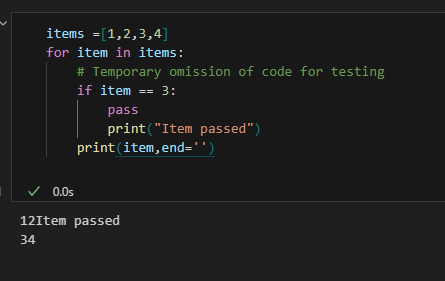 items =[1,2,3,4]
for item in items:
    # Temporary omission of code for testing
    if item == 3:
        pass
        print("Item passed")
    print(item,end='')
0.0s
12Item passed
34